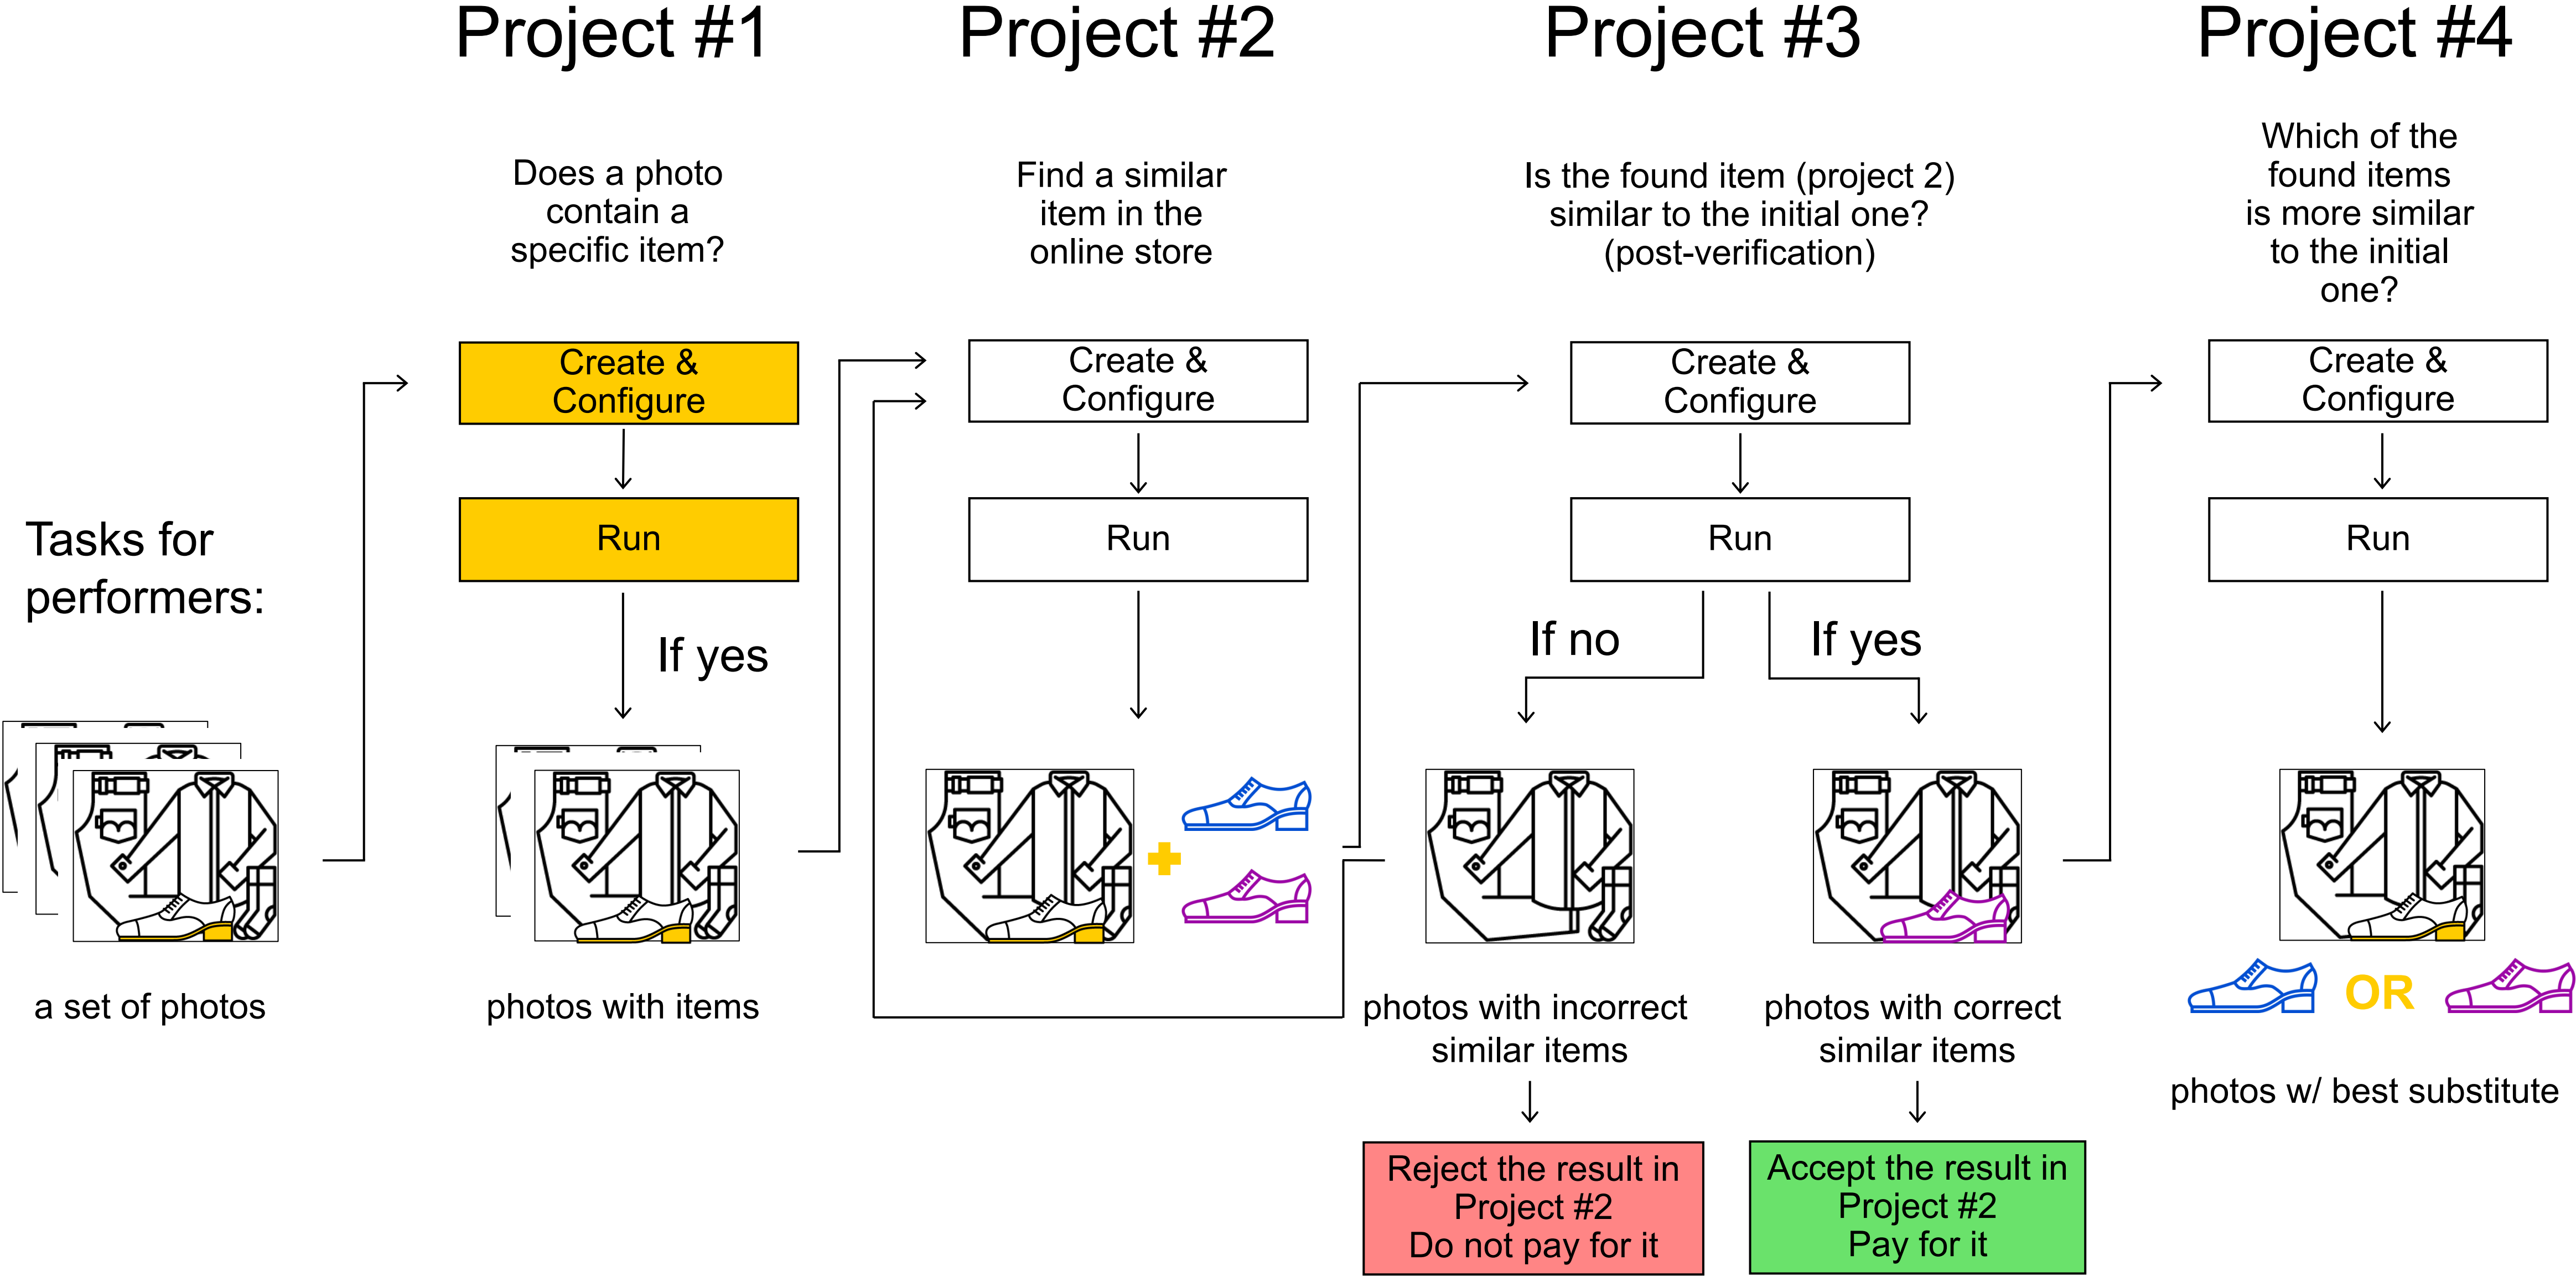 Project #1
Project #2
Project #3
Project #4
Does a photo
contain a
specific item?
Find a similar
item in the
online store
Is the found item (project 2)
similar to the initial one?
(post-verification)
Which of the
found items
is more similar
to the initial
one?
Create &
Configure
Create &
Configure
Create &
Configure
Create &
Configure
Run
Run
Run
Run
Tasks for
performers:
If yes
If no
If yes
a set of photos
photos with items
photos with incorrect
similar items
photos with correct
similar items
OR
photos w/ best substitute
Reject the result in
Project #2
Do not pay for it
Accept the result in
Project #2
Pay for it